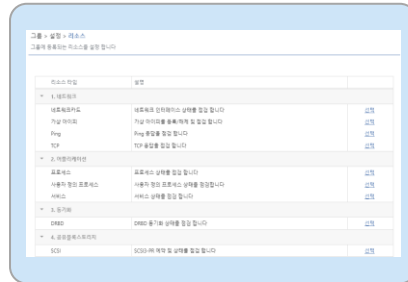 그룹 > 설정 > 리소스
그룹에 등록되는 리소스를 설정 합니다
리소스 타입 설명
1. 네트워크
네트워크카드 네트워크 인터페이스 상태를 점검 합니다 선택
가상 아이피 가상 아이피를 등록/해제 및 점검 합니다 선택
Ping Ping 응답을 점검 합니다 선택
TCP TCP 응답을 점검 합니다 선택
2. 어플리케이션
프로세스 프로세스 상태를 점검 합니다 선택
사용자 정의 프로세스 사용자 정의 프로세스 상태를 점검합니다 선택
서비스 서비스 상태를 점검 합니다 선택
3. 동기화
DRBD DRBD 동기화 상태를 점검 합니다 선택
4. 공유볼륨스토리지
SCSI SCSI3-PR 예약 및 상태를 점검 합니다 선택